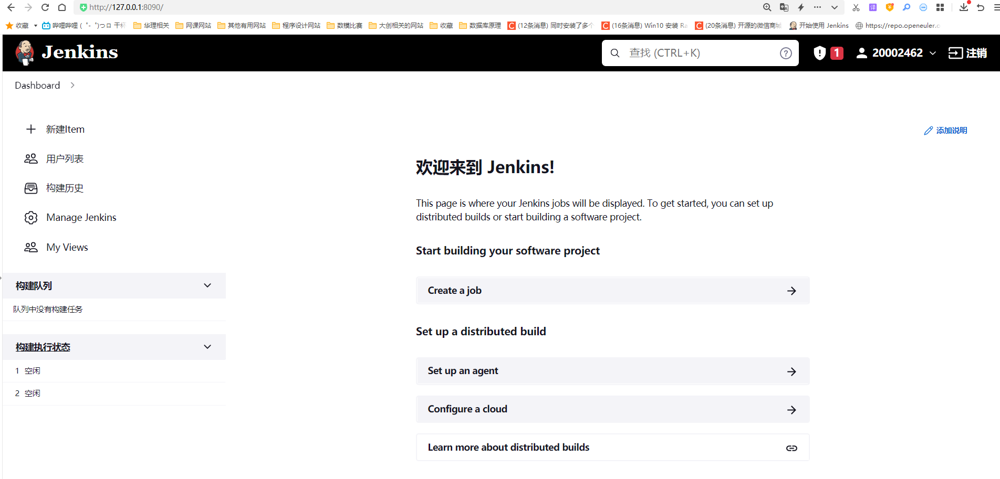 http://127.0.0.1:8090/
收藏 哔哩哔哩 ( ゜- ゜)つロ 干杯 华理相关 网课网站 其他有用网站 程序设计网站 数模比赛 大创相关的网站 收藏 数据库原理 (12条消息) 同时安装了多个 (16条消息) Win10 安装 Ra (20条消息) 开源的微信商城 开始使用 Jenkins https://repo.openeuler.o
Jenkins
查找 (CTRL+K)
1
20002462
注销
Dashboard
新建Item
添加说明
用户列表
构建历史
Manage Jenkins
My Views
构建队列
队列中没有构建任务
构建执行状态
1 空闲
2 空闲
欢迎来到 Jenkins!
This page is where your Jenkins jobs will be displayed. To get started, you can set up
distributed builds or start building a software project.
Start building your software project
Create a job
Set up a distributed build
Set up an agent
Configure a cloud
Learn more about distributed builds